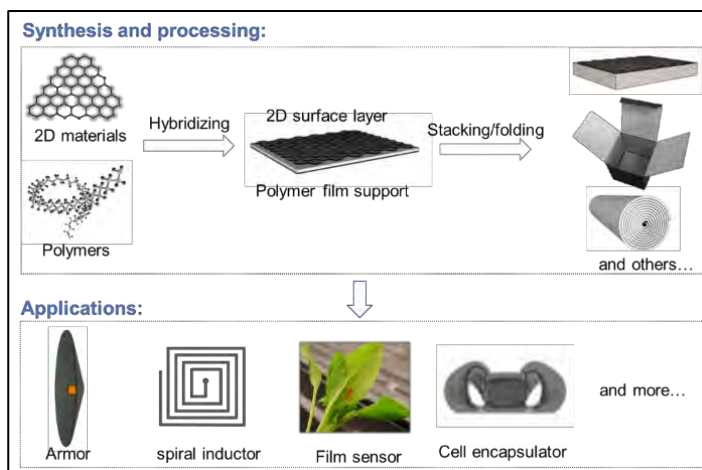 Synthesis and processing:
2D materials
Polymers
Hybridizing
2D surface layer
Polymer film support
Stacking/folding
and others...
Applications:
Armor
spiral inductor
Film sensor
Cell encapsulator
and more...